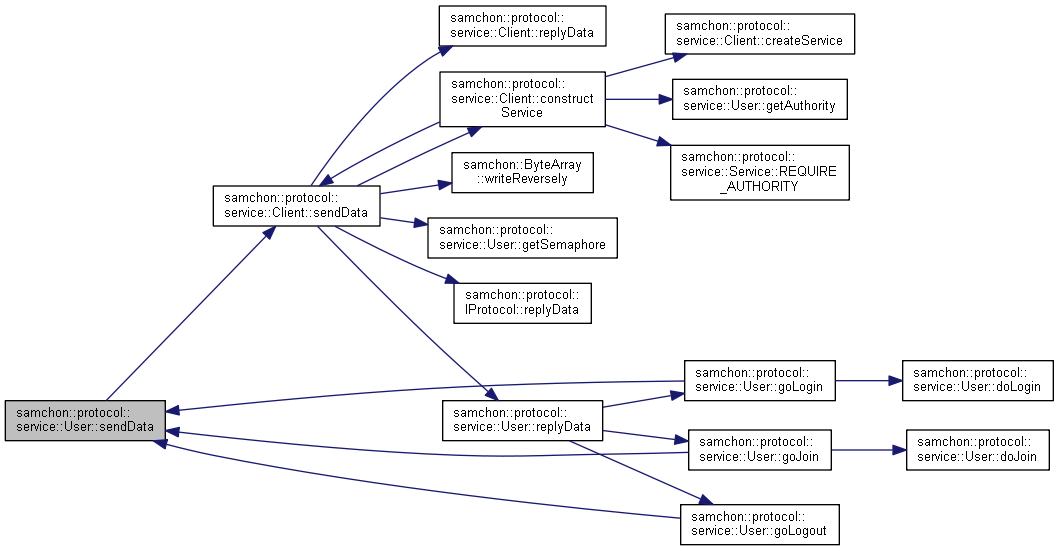 samchon::protocol::
service::Client::replyData
samchon::protocol::
service::Client::createService
samchon::protocol::
service::Client::construct
Service
samchon::protocol::
service::User::getAuthority
samchon::protocol::
service::Service::REQUIRE
_AUTHORITY
samchon::ByteArray
::writeReversely
samchon::protocol::
service::Client::sendData
samchon::protocol::
service::User::getSemaphore
samchon::protocol::
IProtocol::replyData
samchon::protocol::
service::User::goLogin
samchon::protocol::
service::User::doLogin
samchon::protocol::
service::User::sendData
samchon::protocol::
service::User::replyData
samchon::protocol::
service::User::goJoin
samchon::protocol::
service::User::doJoin
samchon::protocol::
service::User::goLogout